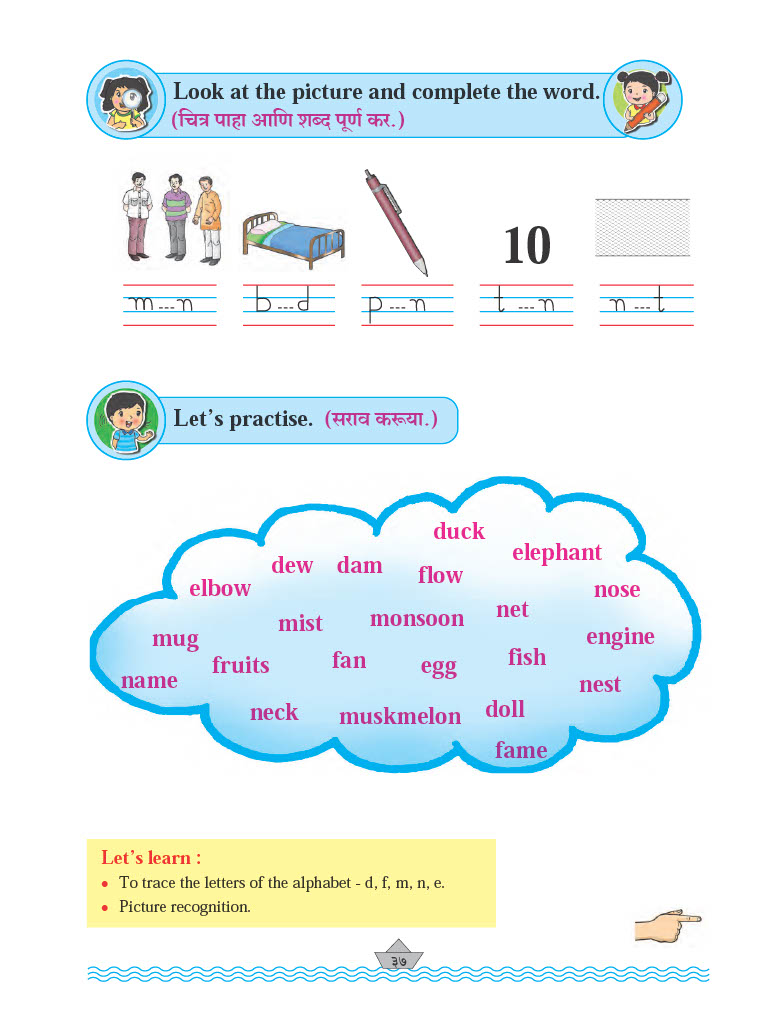 Look at the picture and complete the word.
(चित्र पाहा आणि शब्द पूर्ण कर.)
10
m ... n b ... d p ... n t ... n n ... t
Let's practise. (सराव करूया.)
duck
elephant
dew dam
flow
elbow
nose
net
monsoon
mist
engine
mug
fish
fan
fruits
egg
name
nest
doll
neck
muskmelon
fame
Let's learn :
• To trace the letters of the alphabet - d, f, m, n, e.
• Picture recognition.
३७